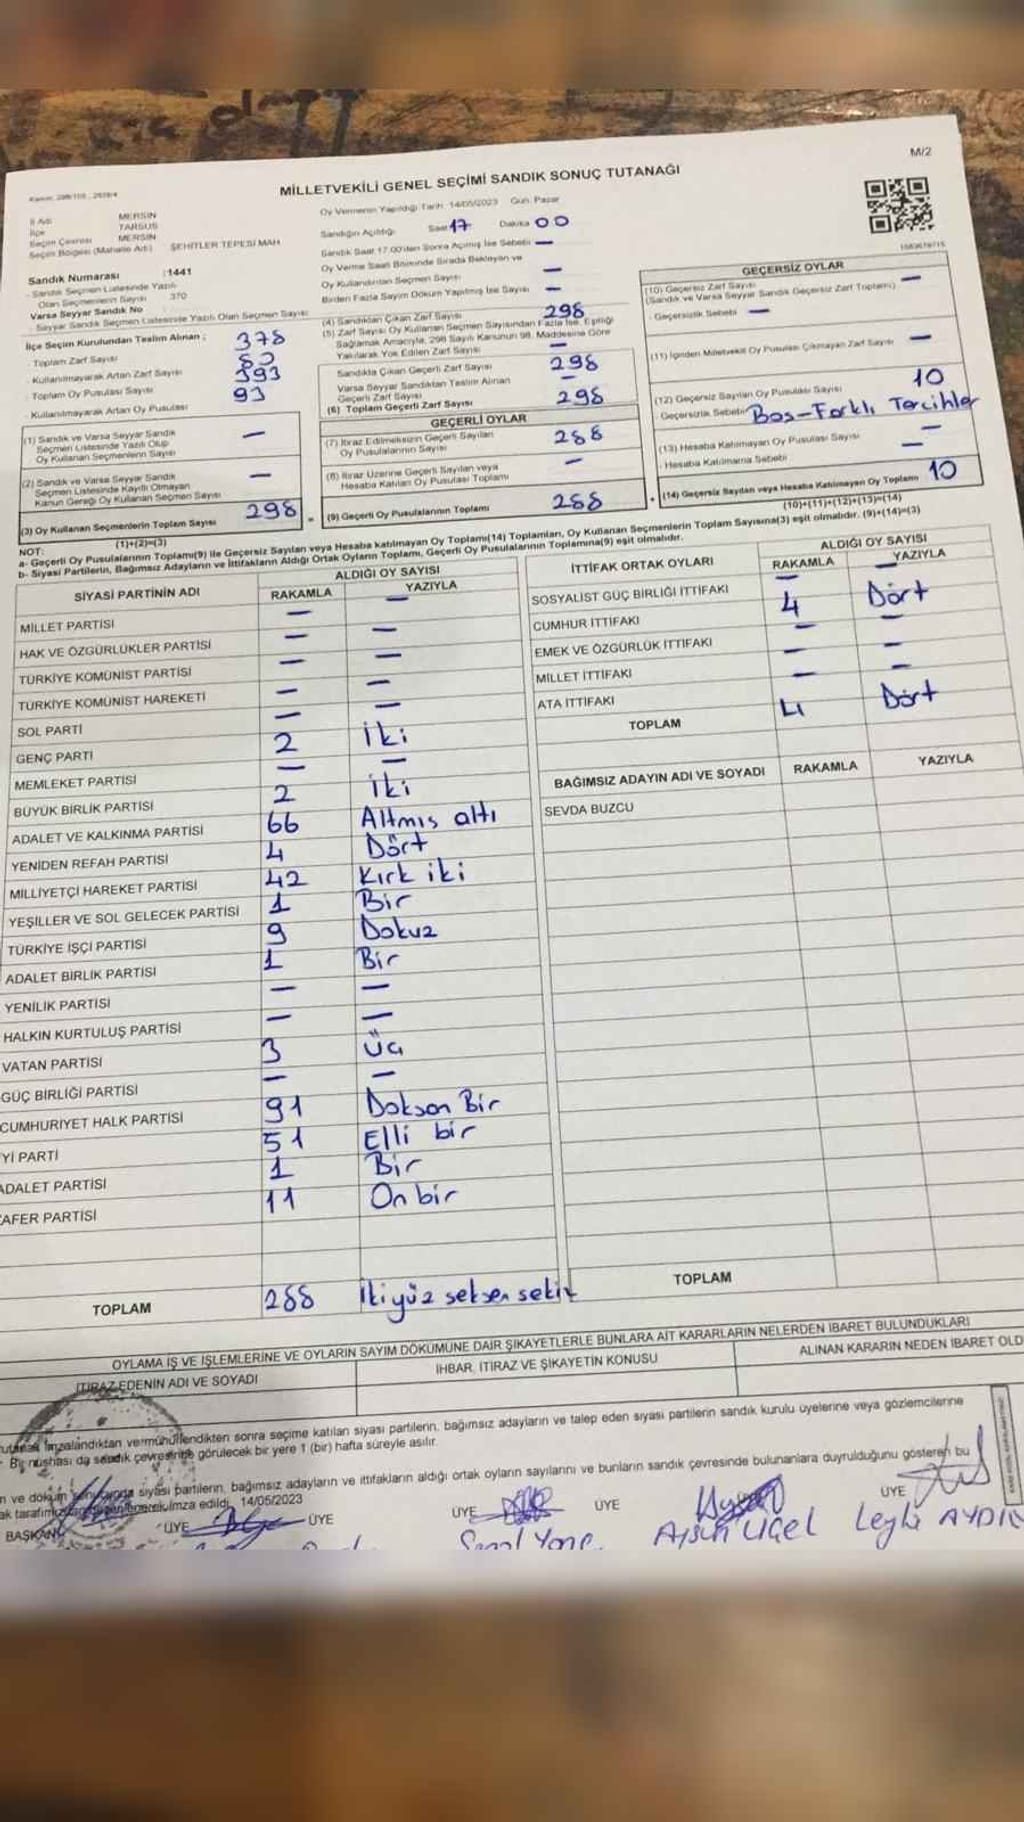 M/2
MİLLETVEKİLİ GENEL SEÇİMİ SANDIK SONUÇ TUTANAĞI
İl Adı MERSİN
İlçe TARSUS
Seçim Çevresi MERSİN
Seçim Bölgesi (Mahalle Adı) ŞEHİTLER TEPESİ MAH
Sandık Numarası :1441
Sandık Seçmen Listesinde Yazılı
Olan Seçmenlerin Sayısı 370
Varsa Seyyar Sandık No
Seyyar Sandık Seçmen Listesinde Yazılı Olan Seçmen Sayısı
İlçe Seçim Kurulundan Teslim Alınan ;
Toplam Zarf Sayısı 378
Kullanılmayarak Artan Zarf Sayısı
Toplam Oy Pusulası Sayısı 393
Kullanılmayarak Artan Oy Pusulası 93
(1) Sandık ve Varsa Seyyar Sandık
Seçmen Listesinde Yazılı Olup
Oy Kullanan Seçmenlerin Sayısı —
(2) Sandık ve Varsa Seyyar Sandık
Seçmen Listesinde Kayıtlı Olmayan
Kanun Gereği Oy Kullanan Seçmen Sayısı —
(3) Oy Kullanan Seçmenlerin Toplam Sayısı 298
(1)+(2)=(3)
Oy Vermenin Yapıldığı Tarih: 14/05/2023 Gün: Pazar
Sandığın Açıldığı Saat 17 Dakika 00
Sandık Saat 17.00'den Sonra Açılmış İse Sebebi —
Oy Verme Saati Bitiminde Sırada Bekleyen ve
Oy Kullandırılan Seçmen Sayısı —
Birden Fazla Sayım Döküm Yapılmış İse Sayısı —
(4) Sandıktan Çıkan Zarf Sayısı 298
(5) Zarf Sayısı Oy Kullanan Seçmen Sayısından Fazla İse, Eşitliği
Sağlamak Amacıyla, 298 Sayılı Kanunun 98. Maddesine Göre
Yakılarak Yok Edilen Zarf Sayısı —
Sandıkta Çıkan Geçerli Zarf Sayısı 298
Varsa Seyyar Sandıktan Teslim Alınan
Geçerli Zarf Sayısı —
(6) Toplam Geçerli Zarf Sayısı 298
GEÇERLİ OYLAR
(7) İtiraz Edilmeksizin Geçerli Sayılan
Oy Pusulalarının Sayısı 288
(8) İtiraz Üzerine Geçerli Sayılan veya
Hesaba Katılan Oy Pusulası Toplamı —
(9) Geçerli Oy Pusulalarının Toplamı 288
GEÇERSİZ OYLAR
(10) Geçersiz Zarf Sayısı —
(Sandık ve Varsa Seyyar Sandık Geçersiz Zarf Toplamı)
Geçersizlik Sebebi —
(11) İçinden Milletvekili Oy Pusulası Çıkmayan Zarf Sayısı —
(12) Geçersiz Sayılan Oy Pusulası Sayısı 10
Geçersizlik Sebebi Boş-Farklı Tercihler
(13) Hesaba Katılmayan Oy Pusulası Sayısı —
Hesaba Katılmama Sebebi —
(14) Geçersiz Sayılan veya Hesaba Katılmayan Oy Toplamı 10
(10)+(11)+(12)+(13)=(14)
NOT:
a- Geçerli Oy Pusulalarının Toplamı(9) ile Geçersiz Sayılan veya Hesaba katılmayan Oy Toplamı(14) Toplamları, Oy Kullanan Seçmenlerin Toplam Sayısına(3) eşit olmalıdır. (9)+(14)=(3)
b- Siyasi Partilerin, Bağımsız Adayların ve İttifakların Aldığı Ortak Oyların Toplamı, Geçerli Oy Pusulalarının Toplamına(9) eşit olmalıdır.
SİYASİ PARTİNİN ADI ALDIĞI OY SAYISI
RAKAMLA YAZIYLA
MİLLET PARTİSİ — —
HAK VE ÖZGÜRLÜKLER PARTİSİ — —
TÜRKİYE KOMÜNİST PARTİSİ — —
TÜRKİYE KOMÜNİST HAREKETİ — —
SOL PARTİ — —
GENÇ PARTİ 2 İki
MEMLEKET PARTİSİ — —
BÜYÜK BİRLİK PARTİSİ 2 İki
ADALET VE KALKINMA PARTİSİ 66 Altmış altı
YENİDEN REFAH PARTİSİ 4 Dört
MİLLİYETÇİ HAREKET PARTİSİ 42 Kırk iki
YEŞİLLER VE SOL GELECEK PARTİSİ 1 Bir
TÜRKİYE İŞÇİ PARTİSİ 9 Dokuz
ADALET BİRLİK PARTİSİ 1 Bir
YENİLİK PARTİSİ — —
HALKIN KURTULUŞ PARTİSİ — —
VATAN PARTİSİ 3 Üç
GÜÇ BİRLİĞİ PARTİSİ — —
CUMHURİYET HALK PARTİSİ 91 Doksan Bir
Yİ PARTİ 51 Elli bir
ADALET PARTİSİ 1 Bir
AFER PARTİSİ 11 On bir
TOPLAM 288 İkiyüz seksen sekiz
İTTİFAK ORTAK OYLARI ALDIĞI OY SAYISI
RAKAMLA YAZIYLA
SOSYALİST GÜÇ BİRLİĞİ İTTİFAKI — —
CUMHUR İTTİFAKI 4 Dört
EMEK VE ÖZGÜRLÜK İTTİFAKI — —
MİLLET İTTİFAKI — —
ATA İTTİFAKI — —
TOPLAM 4 Dört
BAĞIMSIZ ADAYIN ADI VE SOYADI RAKAMLA YAZIYLA
SEVDA BUZCU
TOPLAM
OYLAMA İŞ VE İŞLEMLERİNE VE OYLARIN SAYIM DÖKÜMÜNE DAİR ŞİKAYETLERLE BUNLARA AİT KARARLARIN NELERDEN İBARET BULUNDUKLARI
İTİRAZ EDENİN ADI VE SOYADI İHBAR, İTİRAZ VE ŞİKAYETİN KONUSU ALINAN KARARIN NEDEN İBARET OLD
imzalandıktan ve mühürlendikten sonra seçime katılan siyasi partilerin, bağımsız adayların ve talep eden siyasi partilerin sandık kurulu üyelerine veya gözlemcilerine
Bir nüshası da sandık çevresinde görülecek bir yere 1 (bir) hafta süreyle asılır.
n ve döküm sonucunda siyasi partilerin, bağımsız adayların ve ittifakların aldığı ortak oyların sayılarını ve bunların sandık çevresinde bulunanlara duyrulduğunu gösteren bu
imza edildi. 14/05/2023
BAŞKAN ÜYE ÜYE ÜYE ÜYE ÜYE
Leyla AYDIN